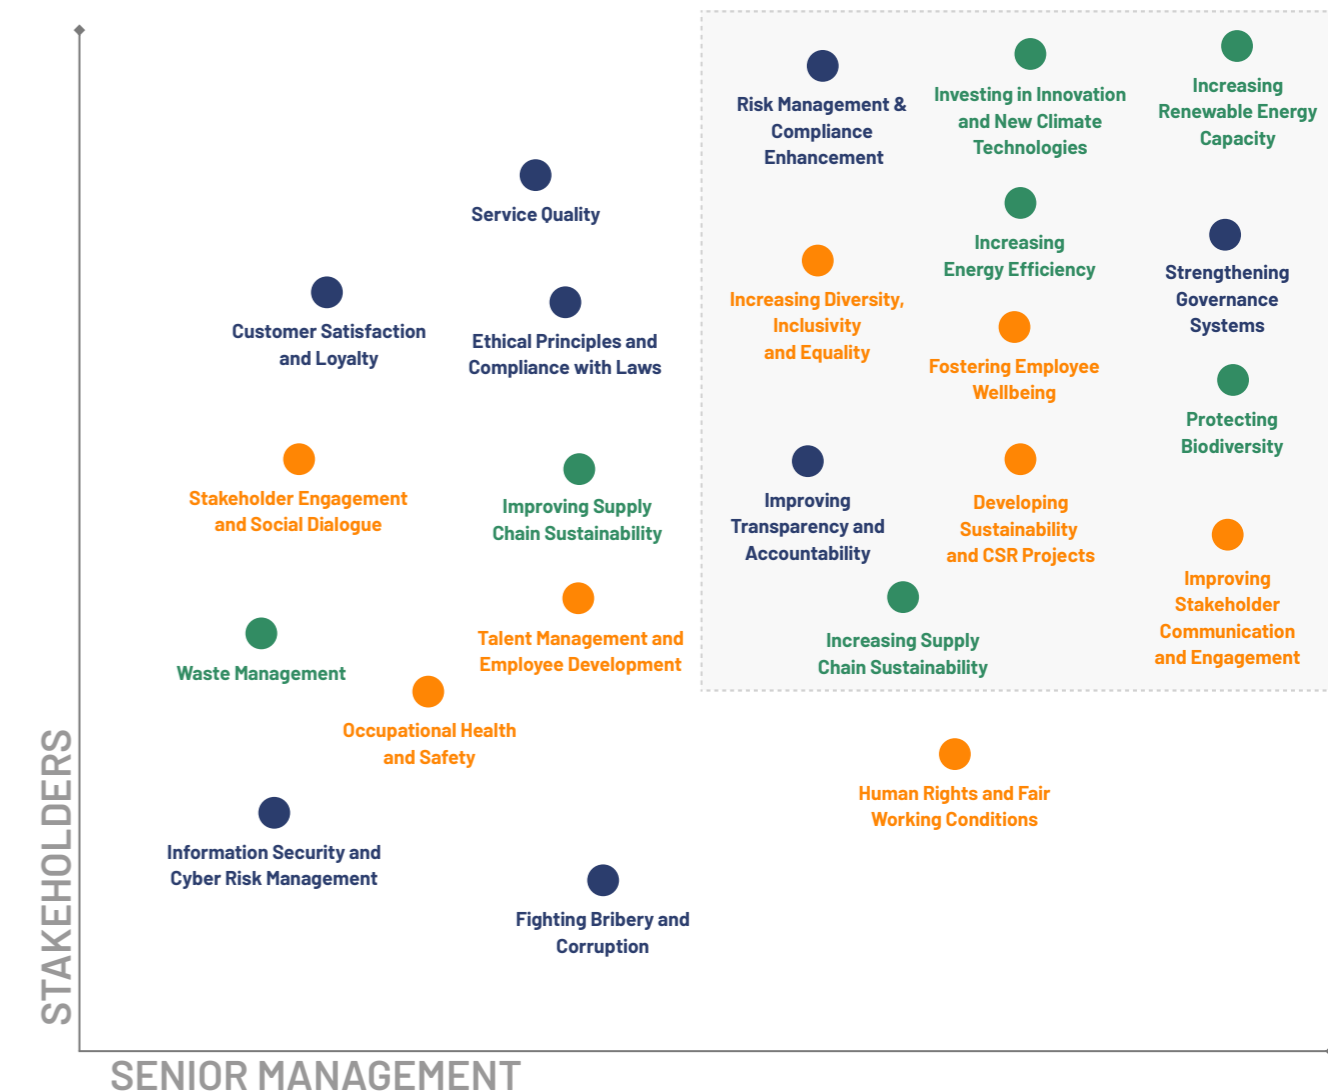 Risk Management &
Compliance
Enhancement
Investing in Innovation
and New Climate
Technologies
Increasing
Renewable Energy
Capacity
Service Quality
Increasing
Energy Efficiency
Strengthening
Governance
Systems
Increasing Diversity,
Inclusivity
and Equality
Customer Satisfaction
and Loyalty
Ethical Principles and
Compliance with Laws
Fostering Employee
Wellbeing
Protecting
Biodiversity
Stakeholder Engagement
and Social Dialogue
Improving Supply
Chain Sustainability
Improving
Transparency and
Accountability
Developing
Sustainability
and CSR Projects
Improving
Stakeholder
Communication
and Engagement
Talent Management and
Employee Development
Increasing Supply
Chain Sustainability
Waste Management
Occupational Health
and Safety
Human Rights and Fair
Working Conditions
Information Security and
Cyber Risk Management
Fighting Bribery and
Corruption
STAKEHOLDERS
SENIOR MANAGEMENT